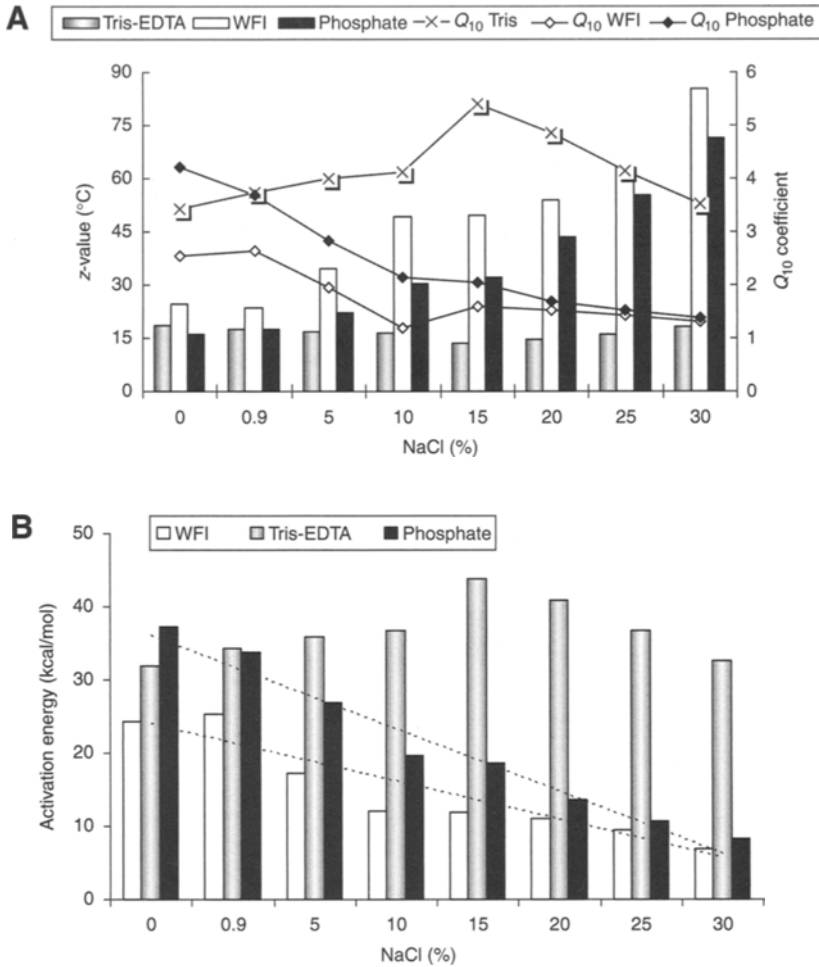 A
Tris-EDTA WFI Phosphate Q10 Tris Q10 WFI Q10 Phosphate
90
75
60
45
30
15
0
z-value (°C)
6
5
4
3
2
1
0
Q10 coefficient
0 0.9 5 10 15 20 25 30
NaCl (%)
B
WFI Tris-EDTA Phosphate
50
40
30
20
10
0
Activation energy (kcal/mol)
0 0.9 5 10 15 20 25 30
NaCl (%)